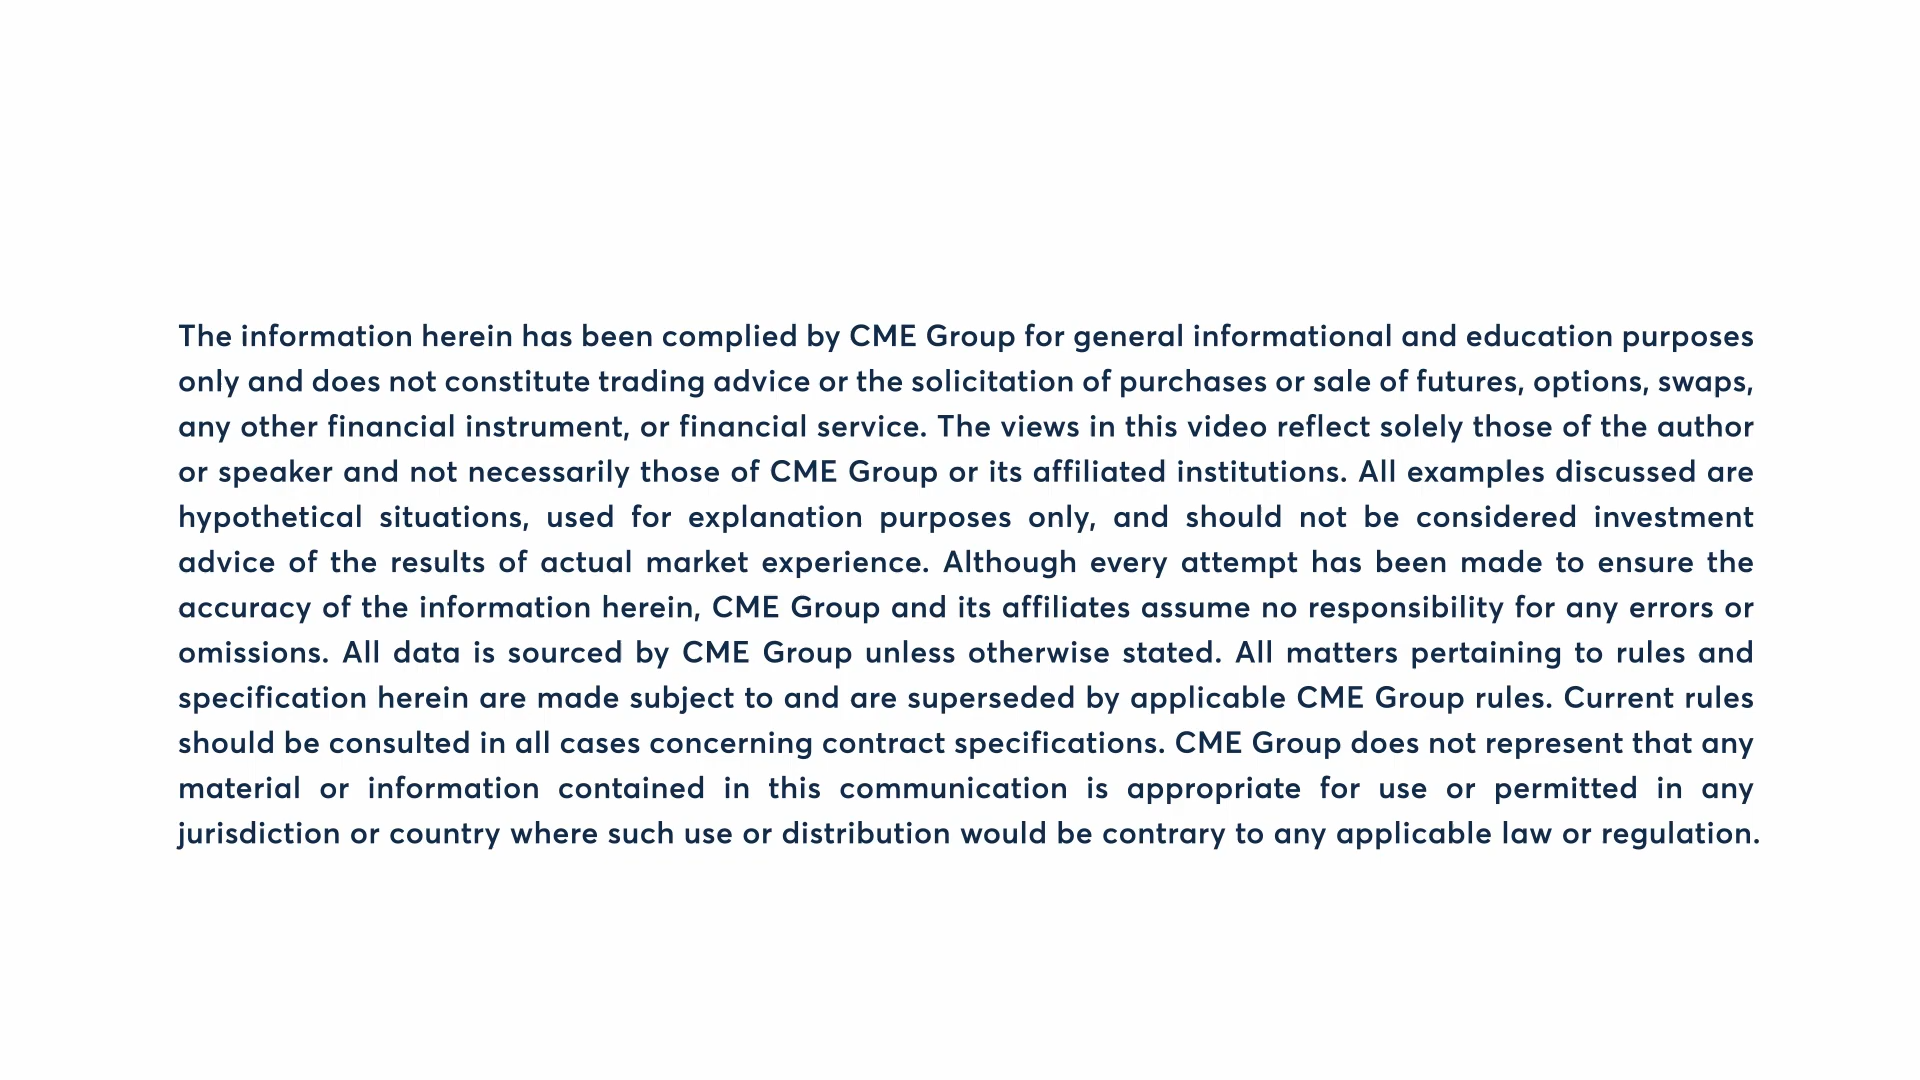 The information herein has been complied by CME Group for general informational and education purposes
only and does not constitute trading advice or the solicitation of purchases or sale of futures, options, swaps,
any other financial instrument, or financial service. The views in this video reflect solely those of the author
or speaker and not necessarily those of CME Group or its affiliated institutions. All examples discussed are
hypothetical situations, used for explanation purposes only, and should not be considered investment
advice of the results of actual market experience. Although every attempt has been made to ensure the
accuracy of the information herein, CME Group and its affiliates assume no responsibility for any errors or
omissions. All data is sourced by CME Group unless otherwise stated. All matters pertaining to rules and
specification herein are made subject to and are superseded by applicable CME Group rules. Current rules
should be consulted in all cases concerning contract specifications. CME Group does not represent that any
material or information contained in this communication is appropriate for use or permitted in any
jurisdiction or country where such use or distribution would be contrary to any applicable law or regulation.